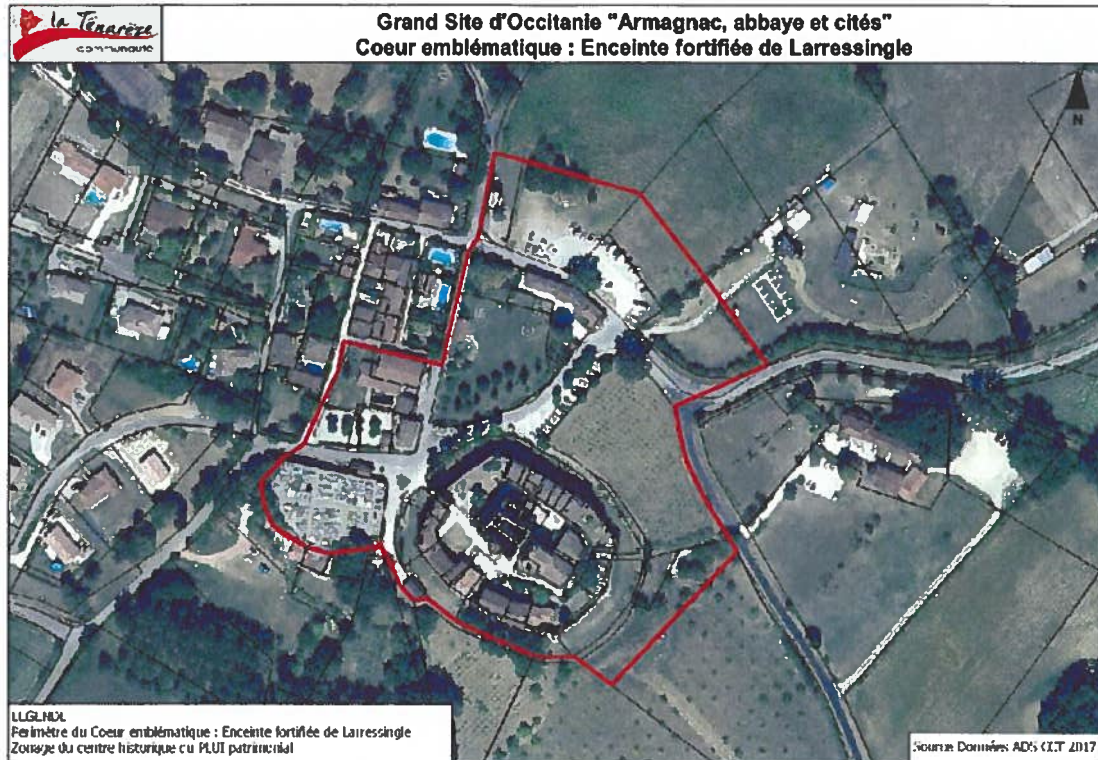 la Ténarèze
communauté
Grand Site d'Occitanie "Armagnac, abbaye et cités"
Coeur emblématique : Enceinte fortifiée de Larressingle
N
LEGENDE
Périmètre du Coeur emblématique : Enceinte fortifiée de Larressingle
Zonage du centre historique du PLUI patrimonial
Source Données ADS CCT 2017